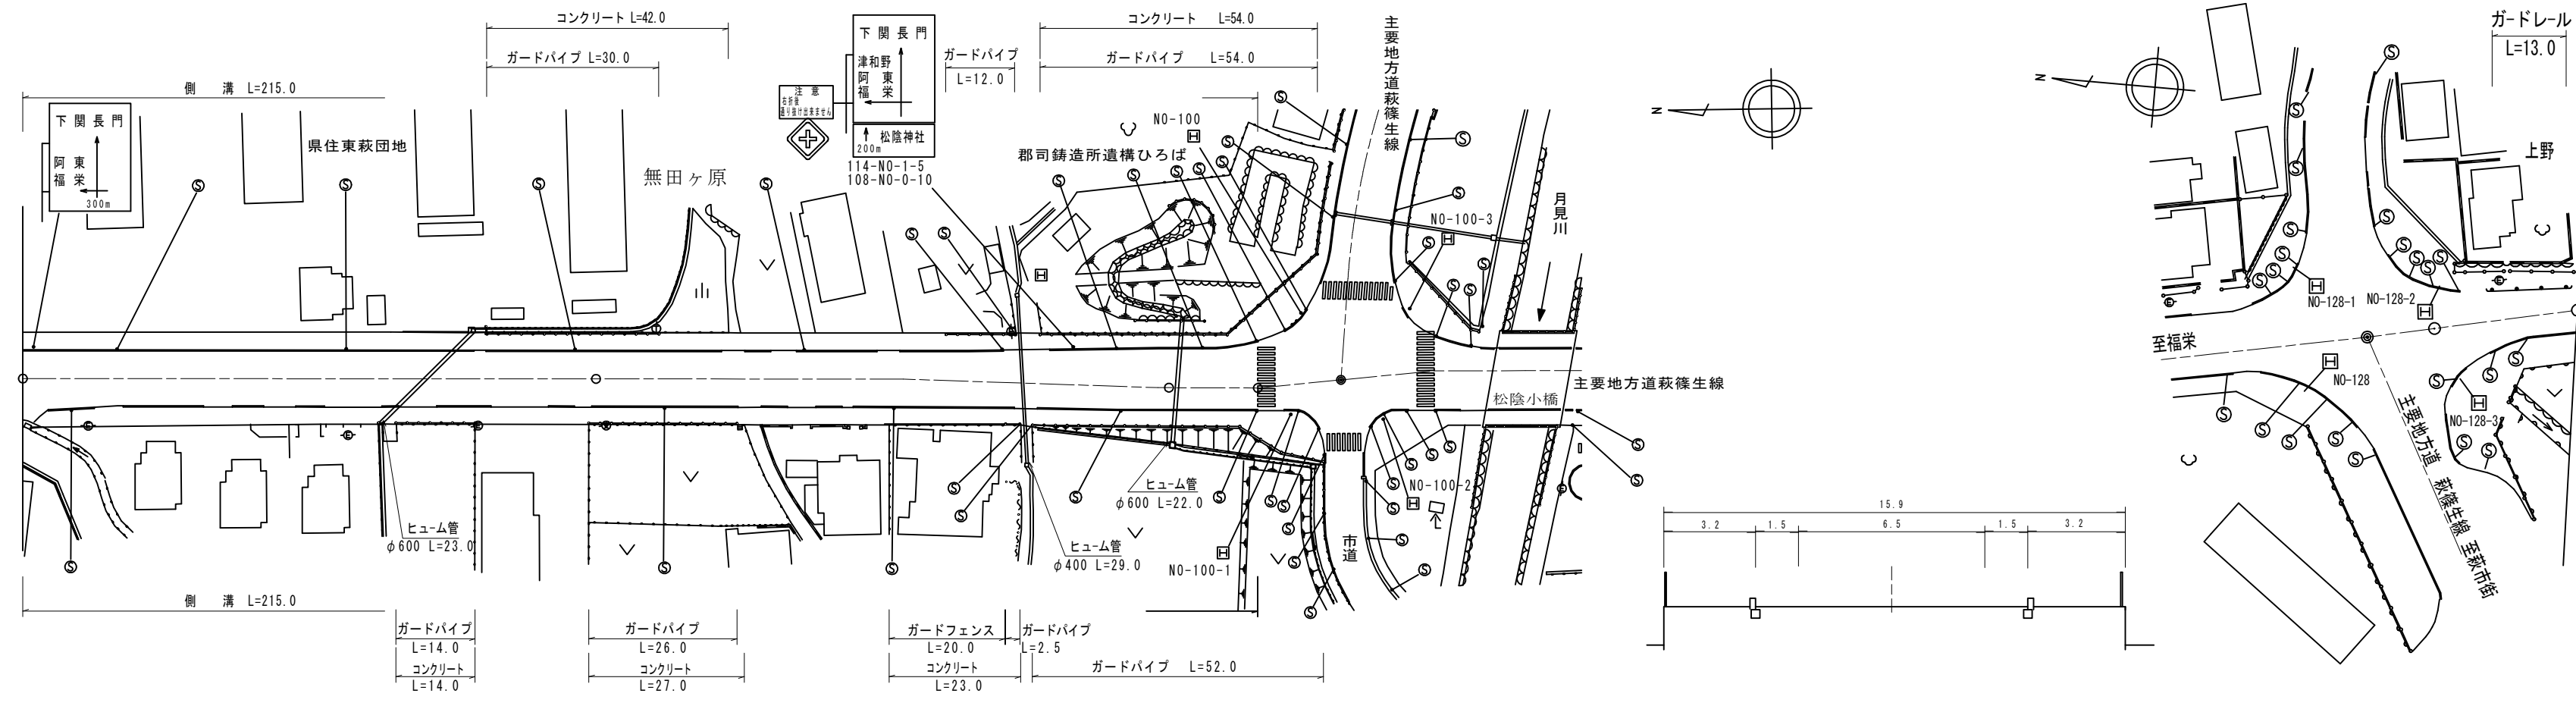 コンクリート L=42.0
ガードパイプ L=30.0
側 溝 L=215.0
下関長門
阿東
福栄
300m
県住東萩団地
無田ヶ原
注 意
右折後
通り抜け出来ません
下関長門
津和野
阿東
福栄
松陰神社
200m
114-NO-1-5
108-NO-0-10
ガードパイプ
L=12.0
コンクリート L=54.0
ガードパイプ L=54.0
郡司鋳造所遺構ひろば
NO-100
主要地方道萩篠生線
NO-100-3
月見川
主要地方道萩篠生線
松陰小橋
NO-100-2
市道
NO-100-1
ヒューム管
φ600 L=22.0
ヒューム管
φ400 L=29.0
ヒューム管
φ600 L=23.0
側 溝 L=215.0
ガードパイプ
L=14.0
コンクリート
L=14.0
ガードパイプ
L=26.0
コンクリート
L=27.0
ガードフェンス
L=20.0
コンクリート
L=23.0
ガードパイプ
L=2.5
ガードパイプ L=52.0
N
N
15.9
3.2 1.5 6.5 1.5 3.2
ガードレール
L=13.0
上野
NO-128-1
NO-128-2
至福栄
NO-128
NO-128-3
主要地方道 萩篠生線 至萩市街